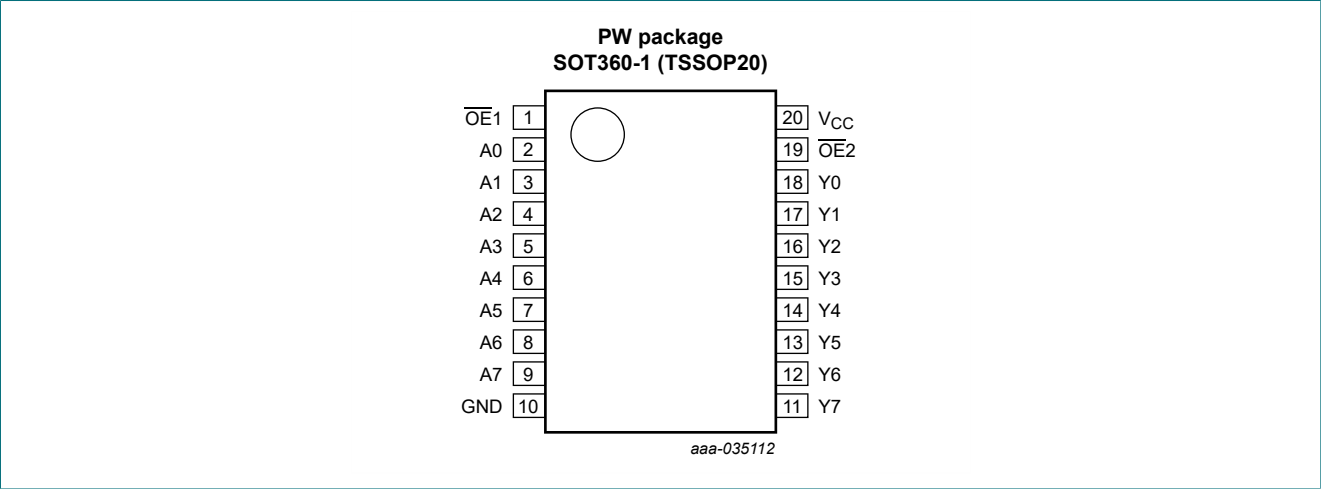 PW package
SOT360-1 (TSSOP20)
O̅E̅1 1 20 VCC
A0 2 19 O̅E̅2
A1 3 18 Y0
A2 4 17 Y1
A3 5 16 Y2
A4 6 15 Y3
A5 7 14 Y4
A6 8 13 Y5
A7 9 12 Y6
GND 10 11 Y7
aaa-035112